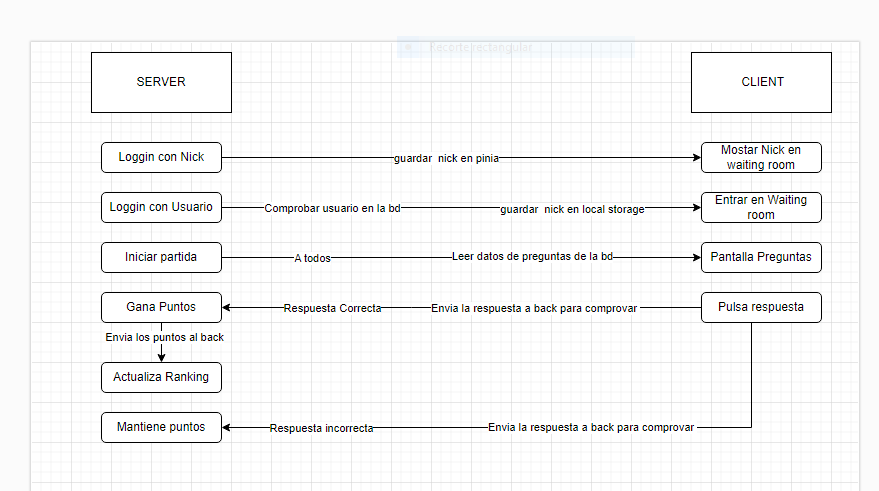 Recorte rectangular
SERVER
CLIENT
Loggin con Nick
guardar nick en pinia
Mostar Nick en
waiting room
Loggin con Usuario
Comprobar usuario en la bd
guardar nick en local storage
Entrar en Waiting
room
Iniciar partida
A todos
Leer datos de preguntas de la bd
Pantalla Preguntas
Gana Puntos
Respuesta Correcta
Envia la respuesta a back para comprovar
Pulsa respuesta
Envia los puntos al back
Actualiza Ranking
Mantiene puntos
Respuesta incorrecta
Envia la respuesta a back para comprovar